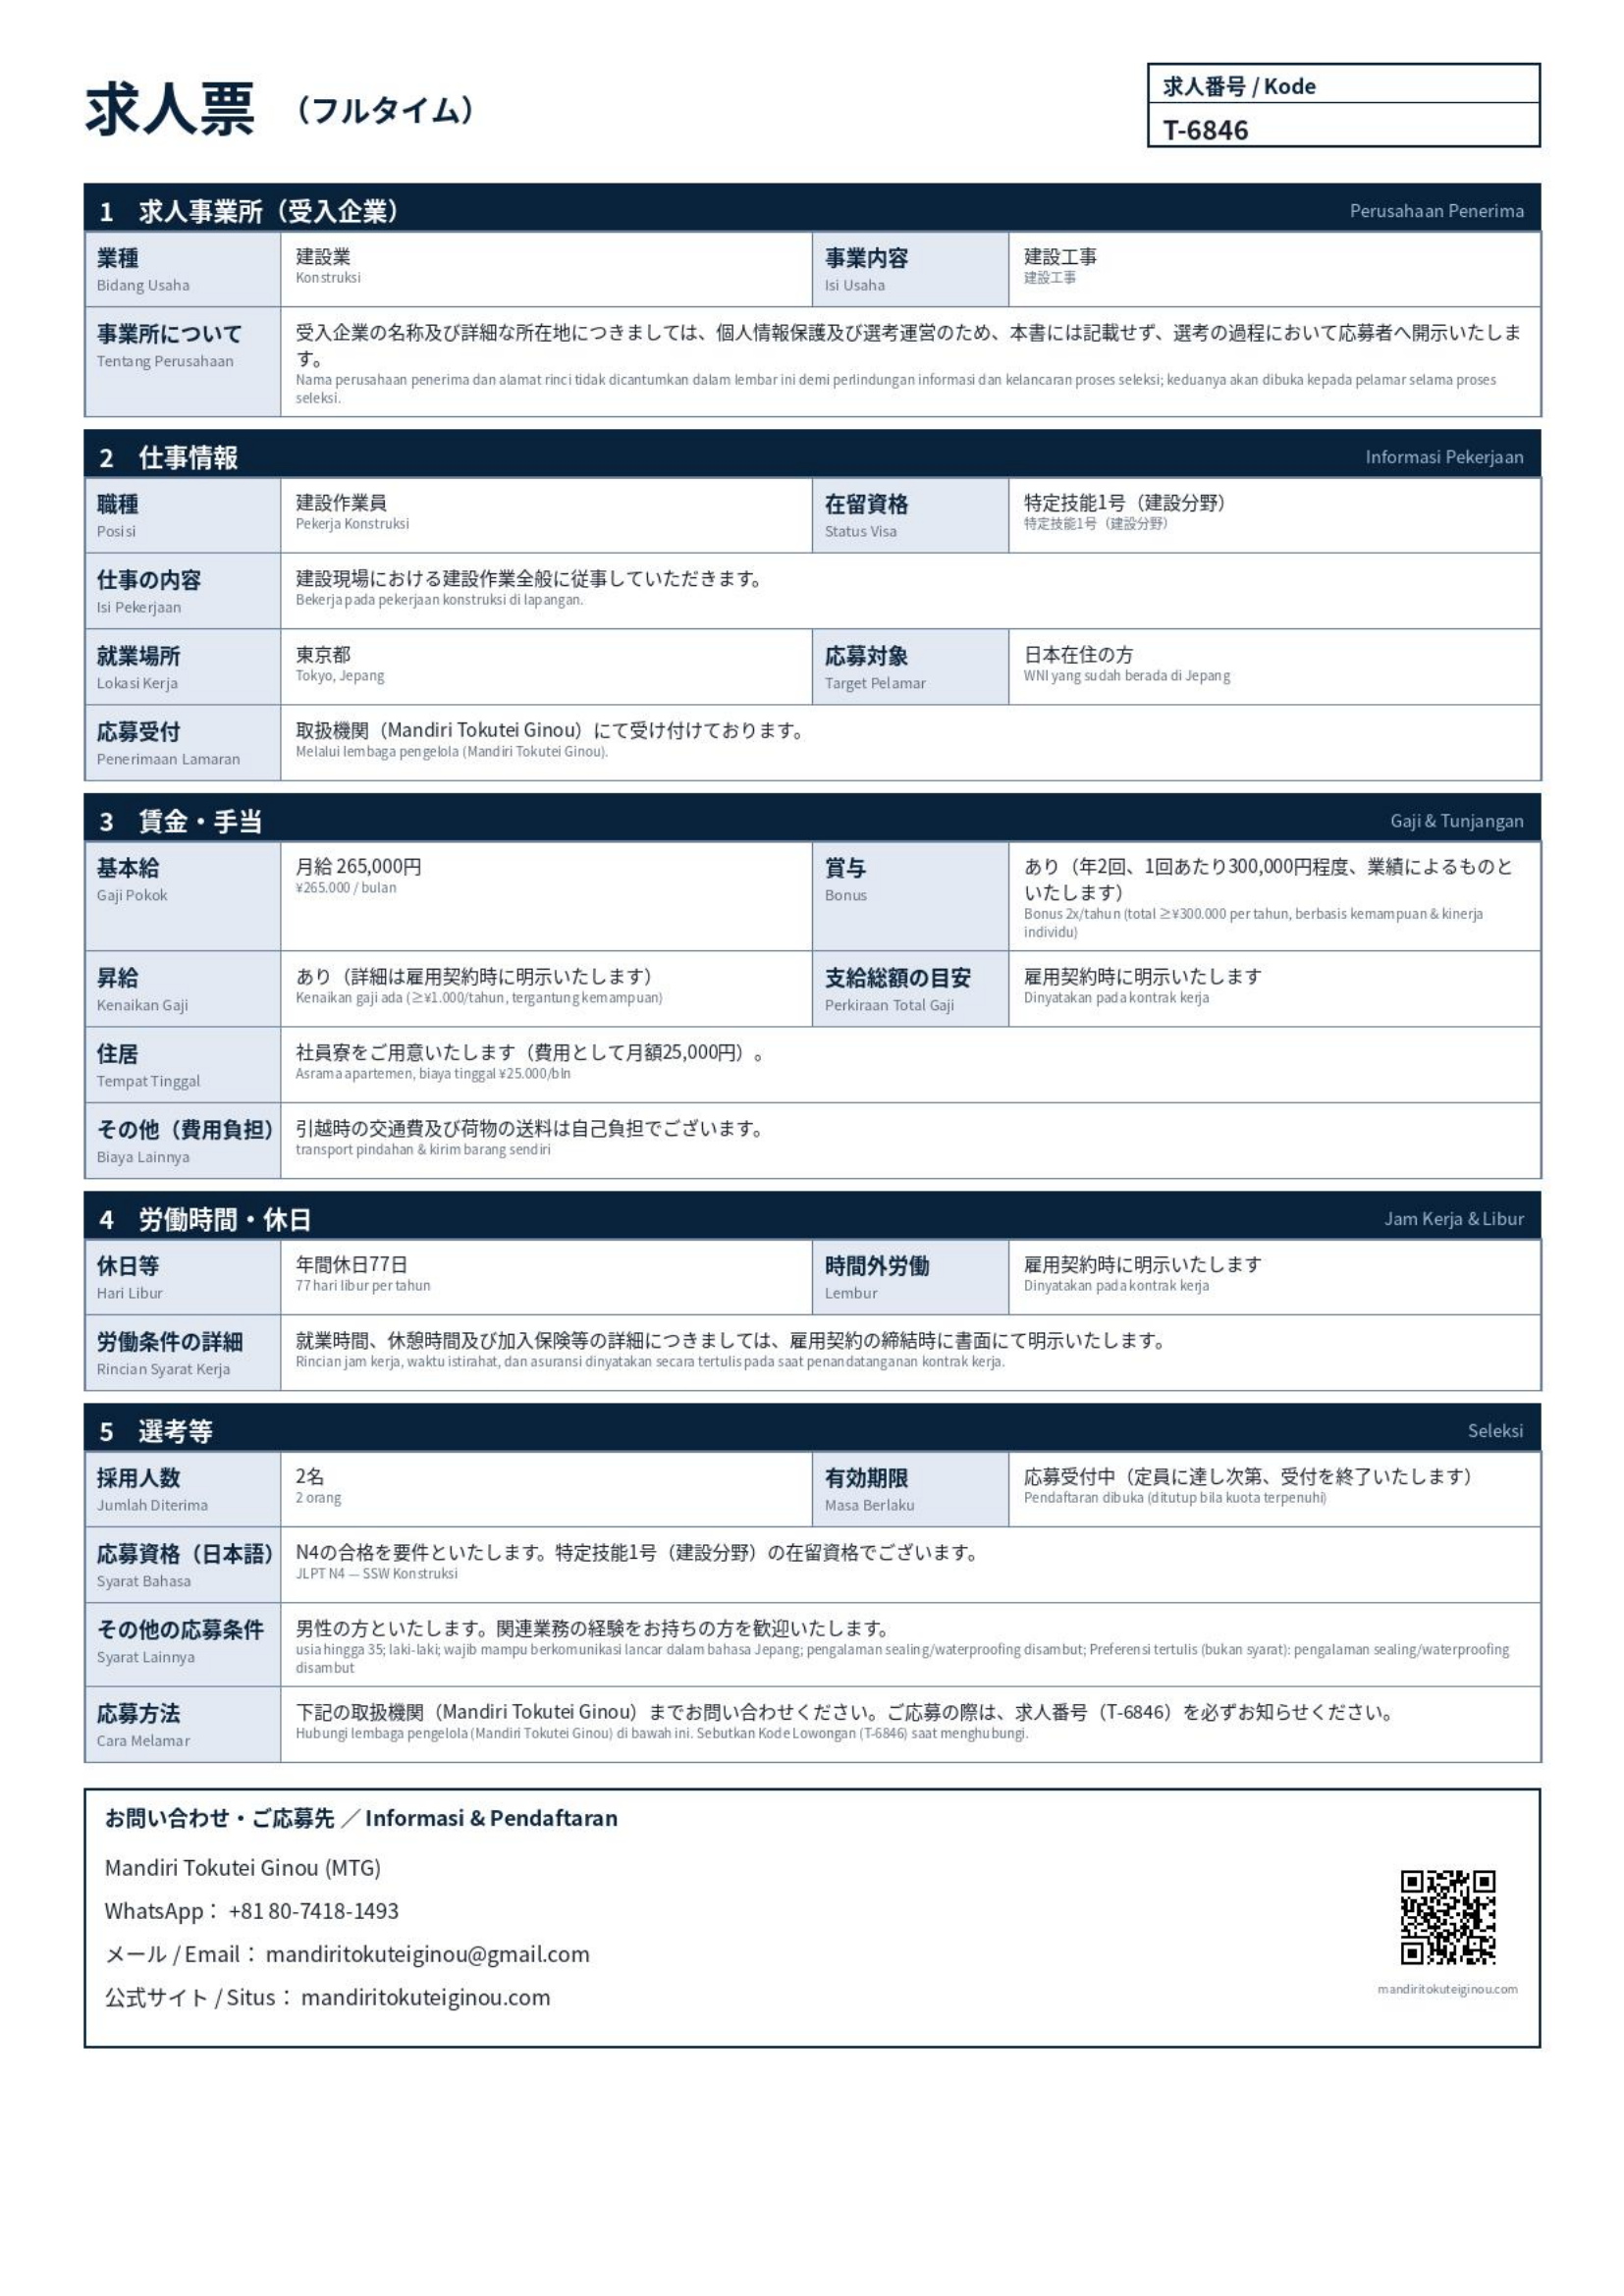 求人票 （フルタイム）
求人番号 / Kode
T-6846
1 求人事業所（受入企業） Perusahaan Penerima
業種
Bidang Usaha
建設業
Konstruksi
事業内容
Isi Usaha
建設工事
建設工事
事業所について
Tentang Perusahaan
受入企業の名称及び詳細な所在地につきましては、個人情報保護及び選考運営のため、本書には記載せず、選考の過程において応募者へ開示いたしま
す。
Nama perusahaan penerima dan alamat rinci tidak dicantumkan dalam lembar ini demi perlindungan informasi dan kelancaran proses seleksi; keduanya akan dibuka kepada pelamar selama proses
seleksi.
2 仕事情報 Informasi Pekerjaan
職種
Posisi
建設作業員
Pekerja Konstruksi
在留資格
Status Visa
特定技能1号（建設分野）
特定技能1号（建設分野）
仕事の内容
Isi Pekerjaan
建設現場における建設作業全般に従事していただきます。
Bekerja pada pekerjaan konstruksi di lapangan.
就業場所
Lokasi Kerja
東京都
Tokyo, Jepang
応募対象
Target Pelamar
日本在住の方
WNI yang sudah berada di Jepang
応募受付
Penerimaan Lamaran
取扱機関（Mandiri Tokutei Ginou）にて受け付けております。
Melalui lembaga pengelola (Mandiri Tokutei Ginou).
3 賃金・手当 Gaji & Tunjangan
基本給
Gaji Pokok
月給 265,000円
¥265.000 / bulan
賞与
Bonus
あり（年2回、1回あたり300,000円程度、業績によるものと
いたします）
Bonus 2x/tahun (total ≥¥300.000 per tahun, berbasis kemampuan & kinerja
individu)
昇給
Kenaikan Gaji
あり（詳細は雇用契約時に明示いたします）
Kenaikan gaji ada (≥¥1.000/tahun, tergantung kemampuan)
支給総額の目安
Perkiraan Total Gaji
雇用契約時に明示いたします
Dinyatakan pada kontrak kerja
住居
Tempat Tinggal
社員寮をご用意いたします（費用として月額25,000円）。
Asrama apartemen, biaya tinggal ¥25.000/bln
その他（費用負担）
Biaya Lainnya
引越時の交通費及び荷物の送料は自己負担でございます。
transport pindahan & kirim barang sendiri
4 労働時間・休日 Jam Kerja & Libur
休日等
Hari Libur
年間休日77日
77 hari libur per tahun
時間外労働
Lembur
雇用契約時に明示いたします
Dinyatakan pada kontrak kerja
労働条件の詳細
Rincian Syarat Kerja
就業時間、休憩時間及び加入保険等の詳細につきましては、雇用契約の締結時に書面にて明示いたします。
Rincian jam kerja, waktu istirahat, dan asuransi dinyatakan secara tertulis pada saat penandatanganan kontrak kerja.
5 選考等 Seleksi
採用人数
Jumlah Diterima
2名
2 orang
有効期限
Masa Berlaku
応募受付中（定員に達し次第、受付を終了いたします）
Pendaftaran dibuka (ditutup bila kuota terpenuhi)
応募資格（日本語）
Syarat Bahasa
N4の合格を要件といたします。特定技能1号（建設分野）の在留資格でございます。
JLPT N4 — SSW Konstruksi
その他の応募条件
Syarat Lainnya
男性の方といたします。関連業務の経験をお持ちの方を歓迎いたします。
usia hingga 35; laki-laki; wajib mampu berkomunikasi lancar dalam bahasa Jepang; pengalaman sealing/waterproofing disambut; Preferensi tertulis (bukan syarat): pengalaman sealing/waterproofing
disambut
応募方法
Cara Melamar
下記の取扱機関（Mandiri Tokutei Ginou）までお問い合わせください。ご応募の際は、求人番号（T-6846）を必ずお知らせください。
Hubungi lembaga pengelola (Mandiri Tokutei Ginou) di bawah ini. Sebutkan Kode Lowongan (T-6846) saat menghubungi.
お問い合わせ・ご応募先 ／ Informasi & Pendaftaran
Mandiri Tokutei Ginou (MTG)
WhatsApp： +81 80-7418-1493
メール / Email： mandiritokuteiginou@gmail.com
公式サイト / Situs： mandiritokuteiginou.com
mandiritokuteiginou.com